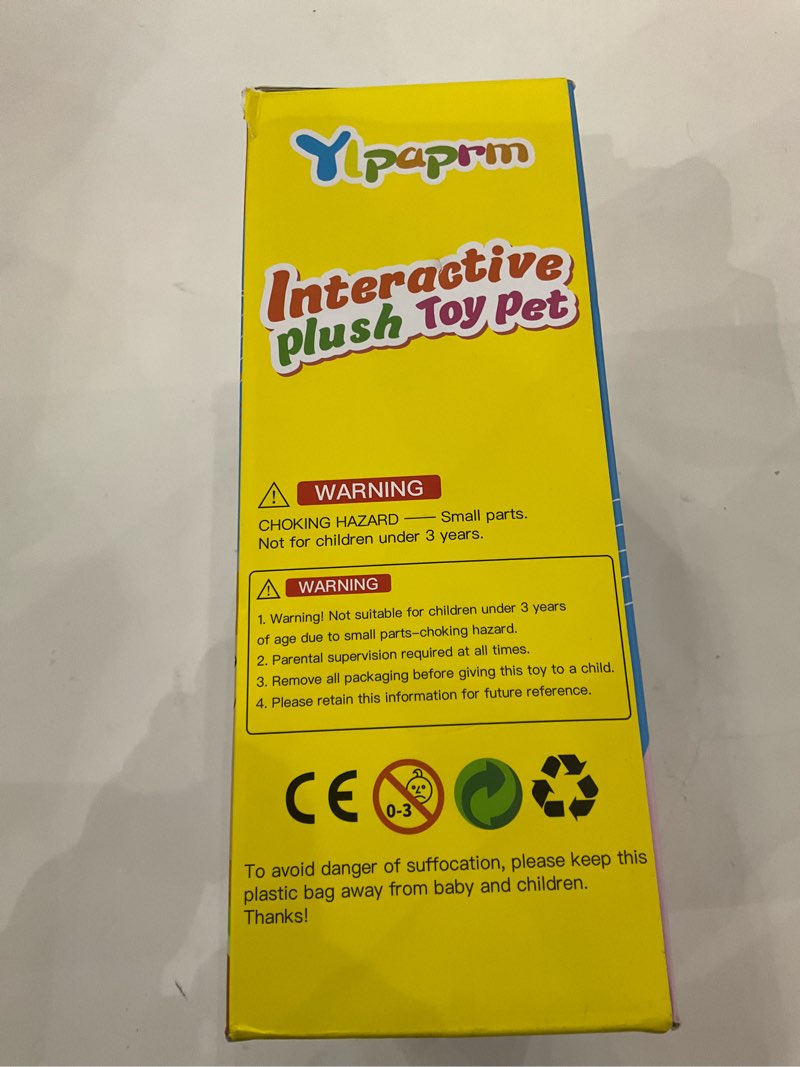 Ylpaprm
Interactive
plush Toy pet
WARNING
CHOKING HAZARD —— Small parts.
Not for children under 3 years.
WARNING
1. Warning! Not suitable for children under 3 years
of age due to small parts-choking hazard.
2. Parental supervision required at all times.
3. Remove all packaging before giving this toy to a child.
4. Please retain this information for future reference.
CE
0-3
To avoid danger of suffocation, please keep this
plastic bag away from baby and children.
Thanks!